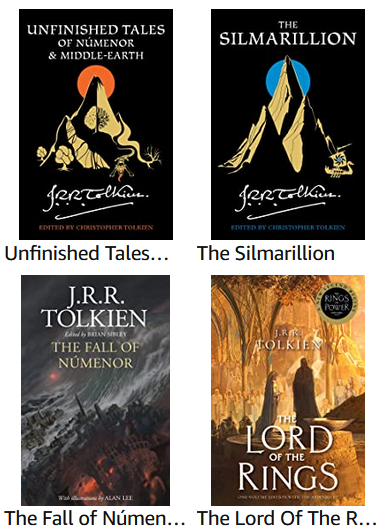 UNFINISHED TALES
OF NÚMENOR
& MIDDLE-EARTH
J.R.R. Tolkien.
EDITED BY CHRISTOPHER TOLKIEN
Unfinished Tales…
THE
SILMARILLION
J.R.R. Tolkien.
EDITED BY CHRISTOPHER TOLKIEN
The Silmarillion
J.R.R.
TOLKIEN
Edited by BRIAN SIBLEY
THE FALL OF
NÚMENOR
With illustrations by ALAN LEE
The Fall of Númen…
RINGS
POWER
J.R.R.
TOLKIEN
THE
LORD
OF THE
RINGS
ONE-VOLUME EDITION WITH THE
The Lord Of The R…